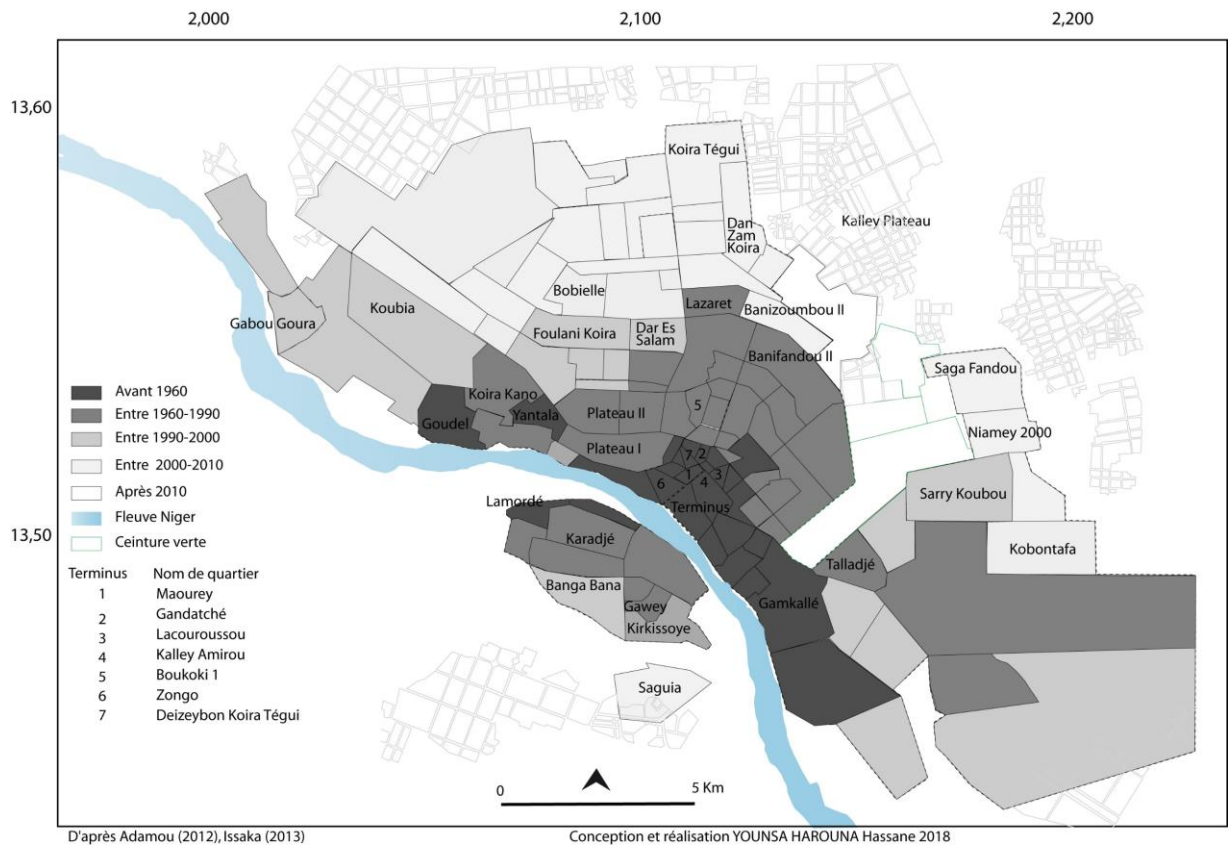 2,000
2,100
2,200
13,60
Koira Tégui
Kalley Plateau
Dan
Zam
Koira
Bobielle
Lazaret
Banizoumbou II
Koubia
Gabou Goura
Foulani Koira
Dar Es
Salam
Banifandou II
Saga Fandou
Koira Kano
Yantala
Goudel
Plateau II
5
Plateau I
Niamey 2000
7
2
1
3
4
6
Terminus
Sarry Koubou
Lamordé
13,50
Karadjé
Kobontafa
Talladjé
Banga Bana
Gawey
Gamkallé
Kirkissoye
Saguia
Avant 1960
Entre 1960-1990
Entre 1990-2000
Entre 2000-2010
Après 2010
Fleuve Niger
Ceinture verte
Terminus Nom de quartier
1 Maourey
2 Gandatché
3 Lacouroussou
4 Kalley Amirou
5 Boukoki 1
6 Zongo
7 Deizeybon Koira Tégui
0 5 Km
D'après Adamou (2012), Issaka (2013)
Conception et réalisation YOUNSA HAROUNA Hassane 2018